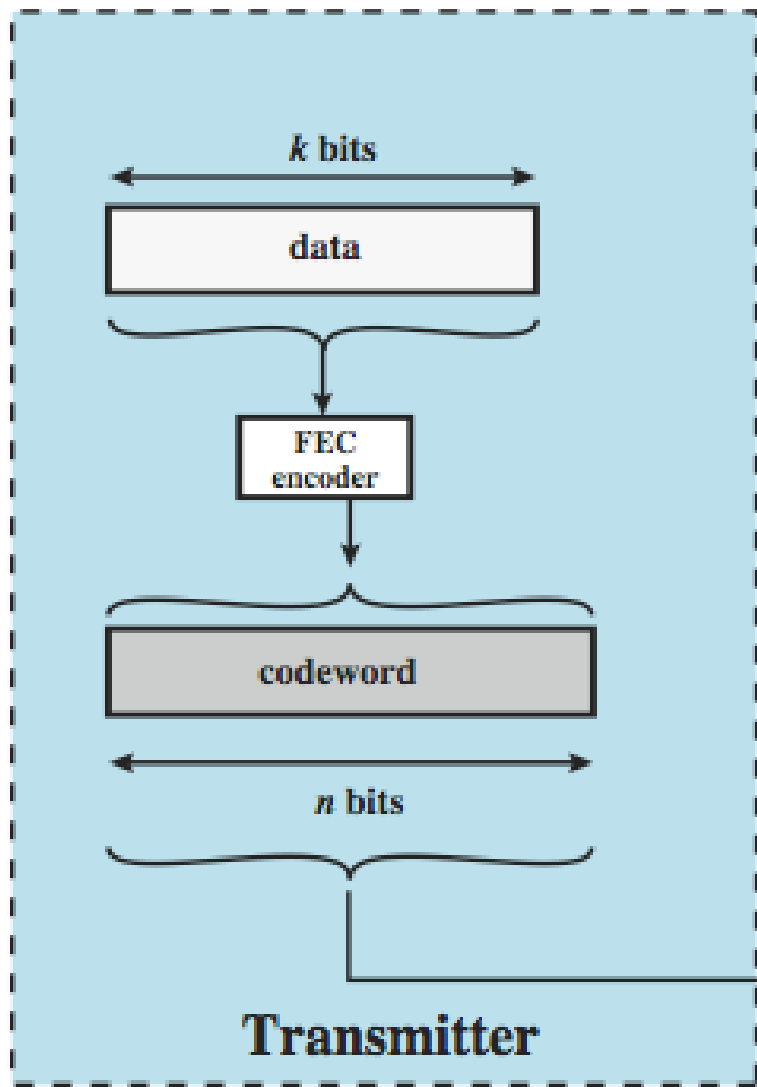 k bits
data
FEC
encoder
codeword
n bits
Transmitter